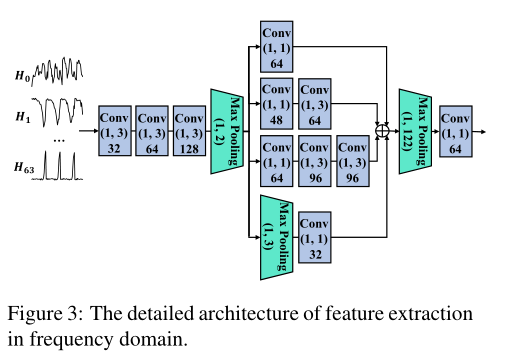 H0
H1
...
H63
Conv
(1, 3)
32
Conv
(1, 3)
64
Conv
(1, 3)
128
Max Pooling
(1, 2)
Conv
(1, 1)
64
Conv
(1, 1)
48
Conv
(1, 3)
64
Conv
(1, 1)
64
Conv
(1, 3)
96
Conv
(1, 3)
96
Max Pooling
(1, 3)
Conv
(1, 1)
32
Max Pooling
(1, 122)
Conv
(1, 1)
64
Figure 3: The detailed architecture of feature extraction
in frequency domain.